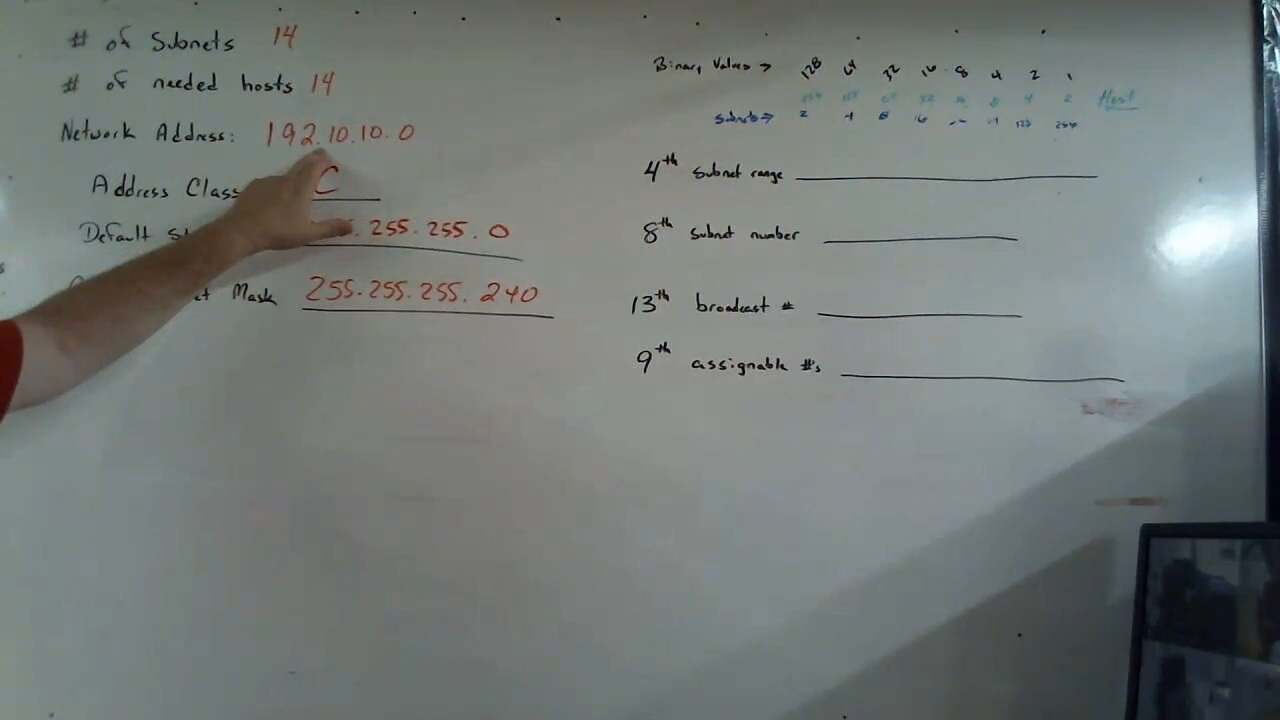 # of Subnets 14
# of needed hosts 14
Network Address: 192.10.10.0
Address Class C
Default . 255. 255. 0
Mask 255. 255. 255. 240
Binary Values → 128 64 32 16 8 4 2 1
4 2 Host
Subnets → 2 4 8 16
4th subnet range
8th subnet number
13th broadcast #
9th assignable #'s